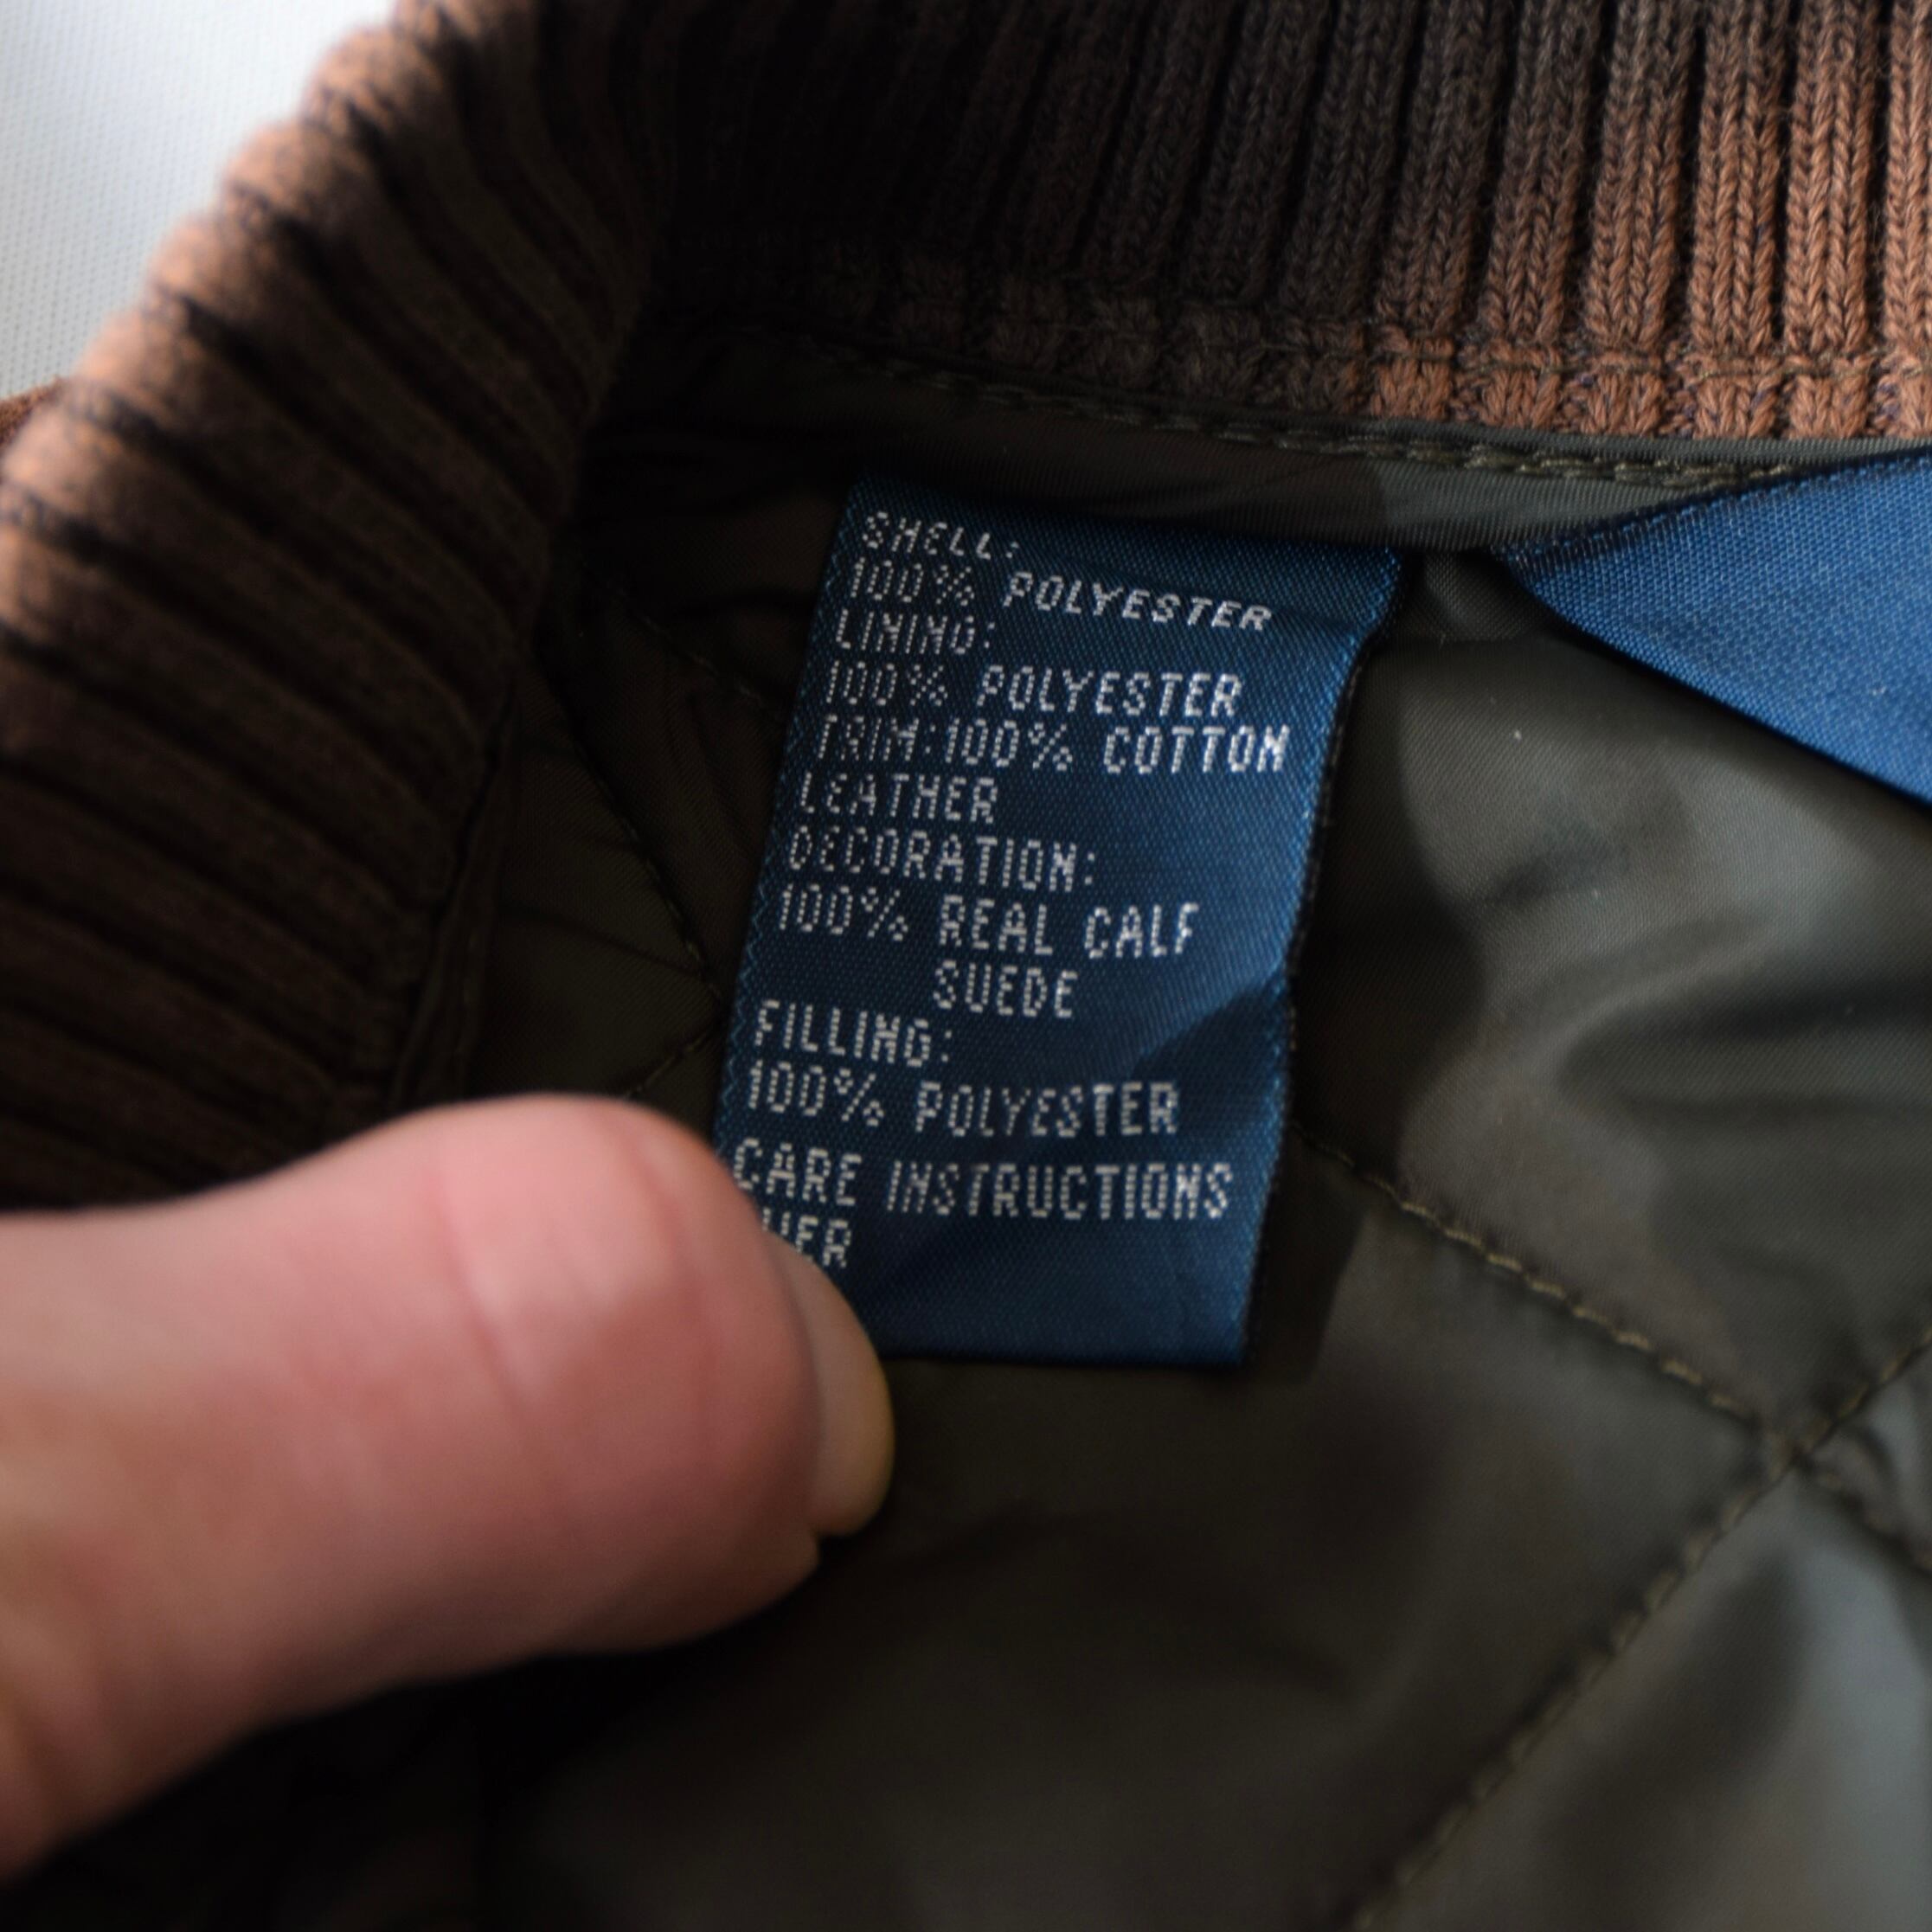 SHELL:
100% POLYESTER
LINING:
100% POLYESTER
TRIM:100% COTTON
LEATHER
DECORATION:
100% REAL CALF
SUEDE
FILLING:
100% POLYESTER
CARE INSTRUCTIONS